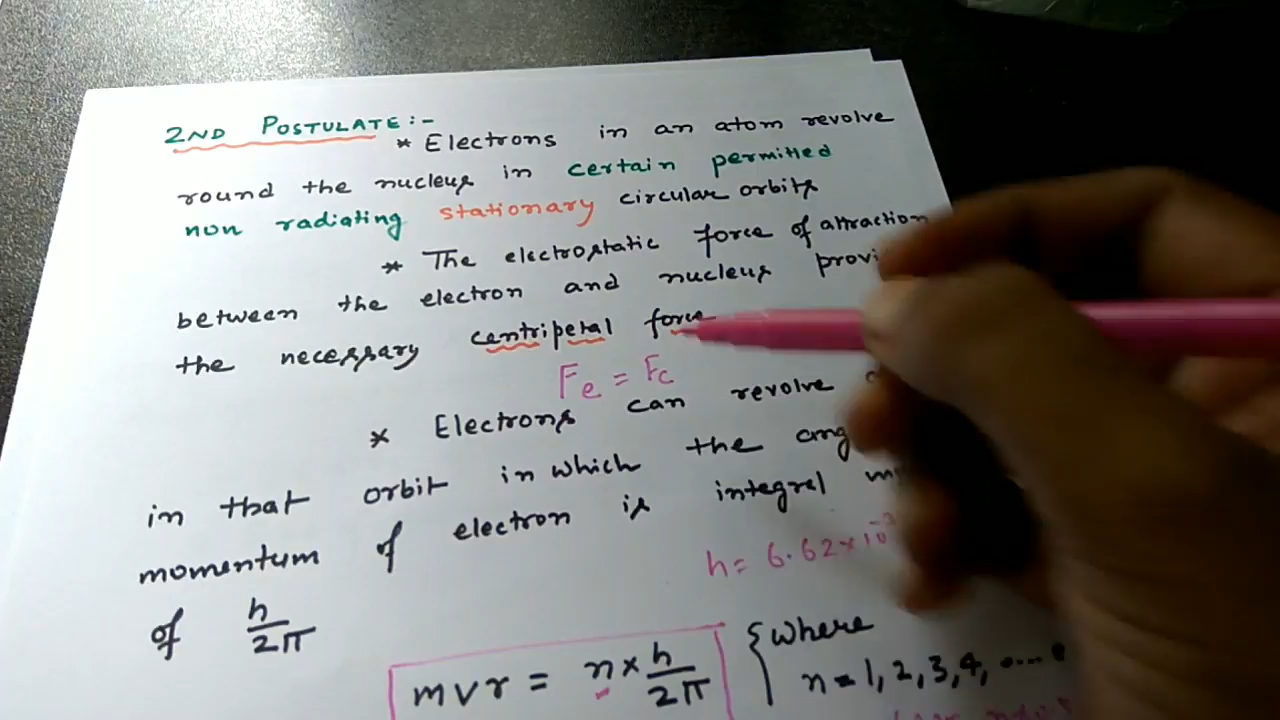 2ND POSTULATE :-
* Electrons in an atom revolve
round the nucleus in certain permitted
non radiating stationary circular orbits
* The electrostatic force of attraction
between the electron and nucleus
the necessary centripetal force
Fe = Fc
* Electrons can revolve
in that orbit in which the
momentum of electron is integral
of h/2π
h = 6.62×10
mvr = n × h/2π
{ where
n = 1, 2, 3, 4, ....